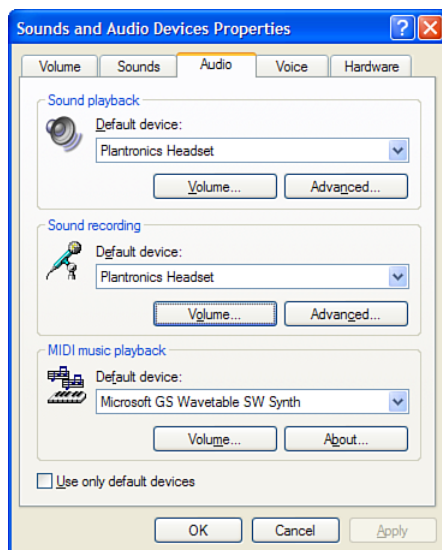 Sounds and Audio Devices Properties
Volume Sounds Audio Voice Hardware
Sound playback
Default device:
Plantronics Headset
Volume... Advanced...
Sound recording
Default device:
Plantronics Headset
Volume... Advanced...
MIDI music playback
Default device:
Microsoft GS Wavetable SW Synth
Volume... About...
Use only default devices
OK Cancel Apply